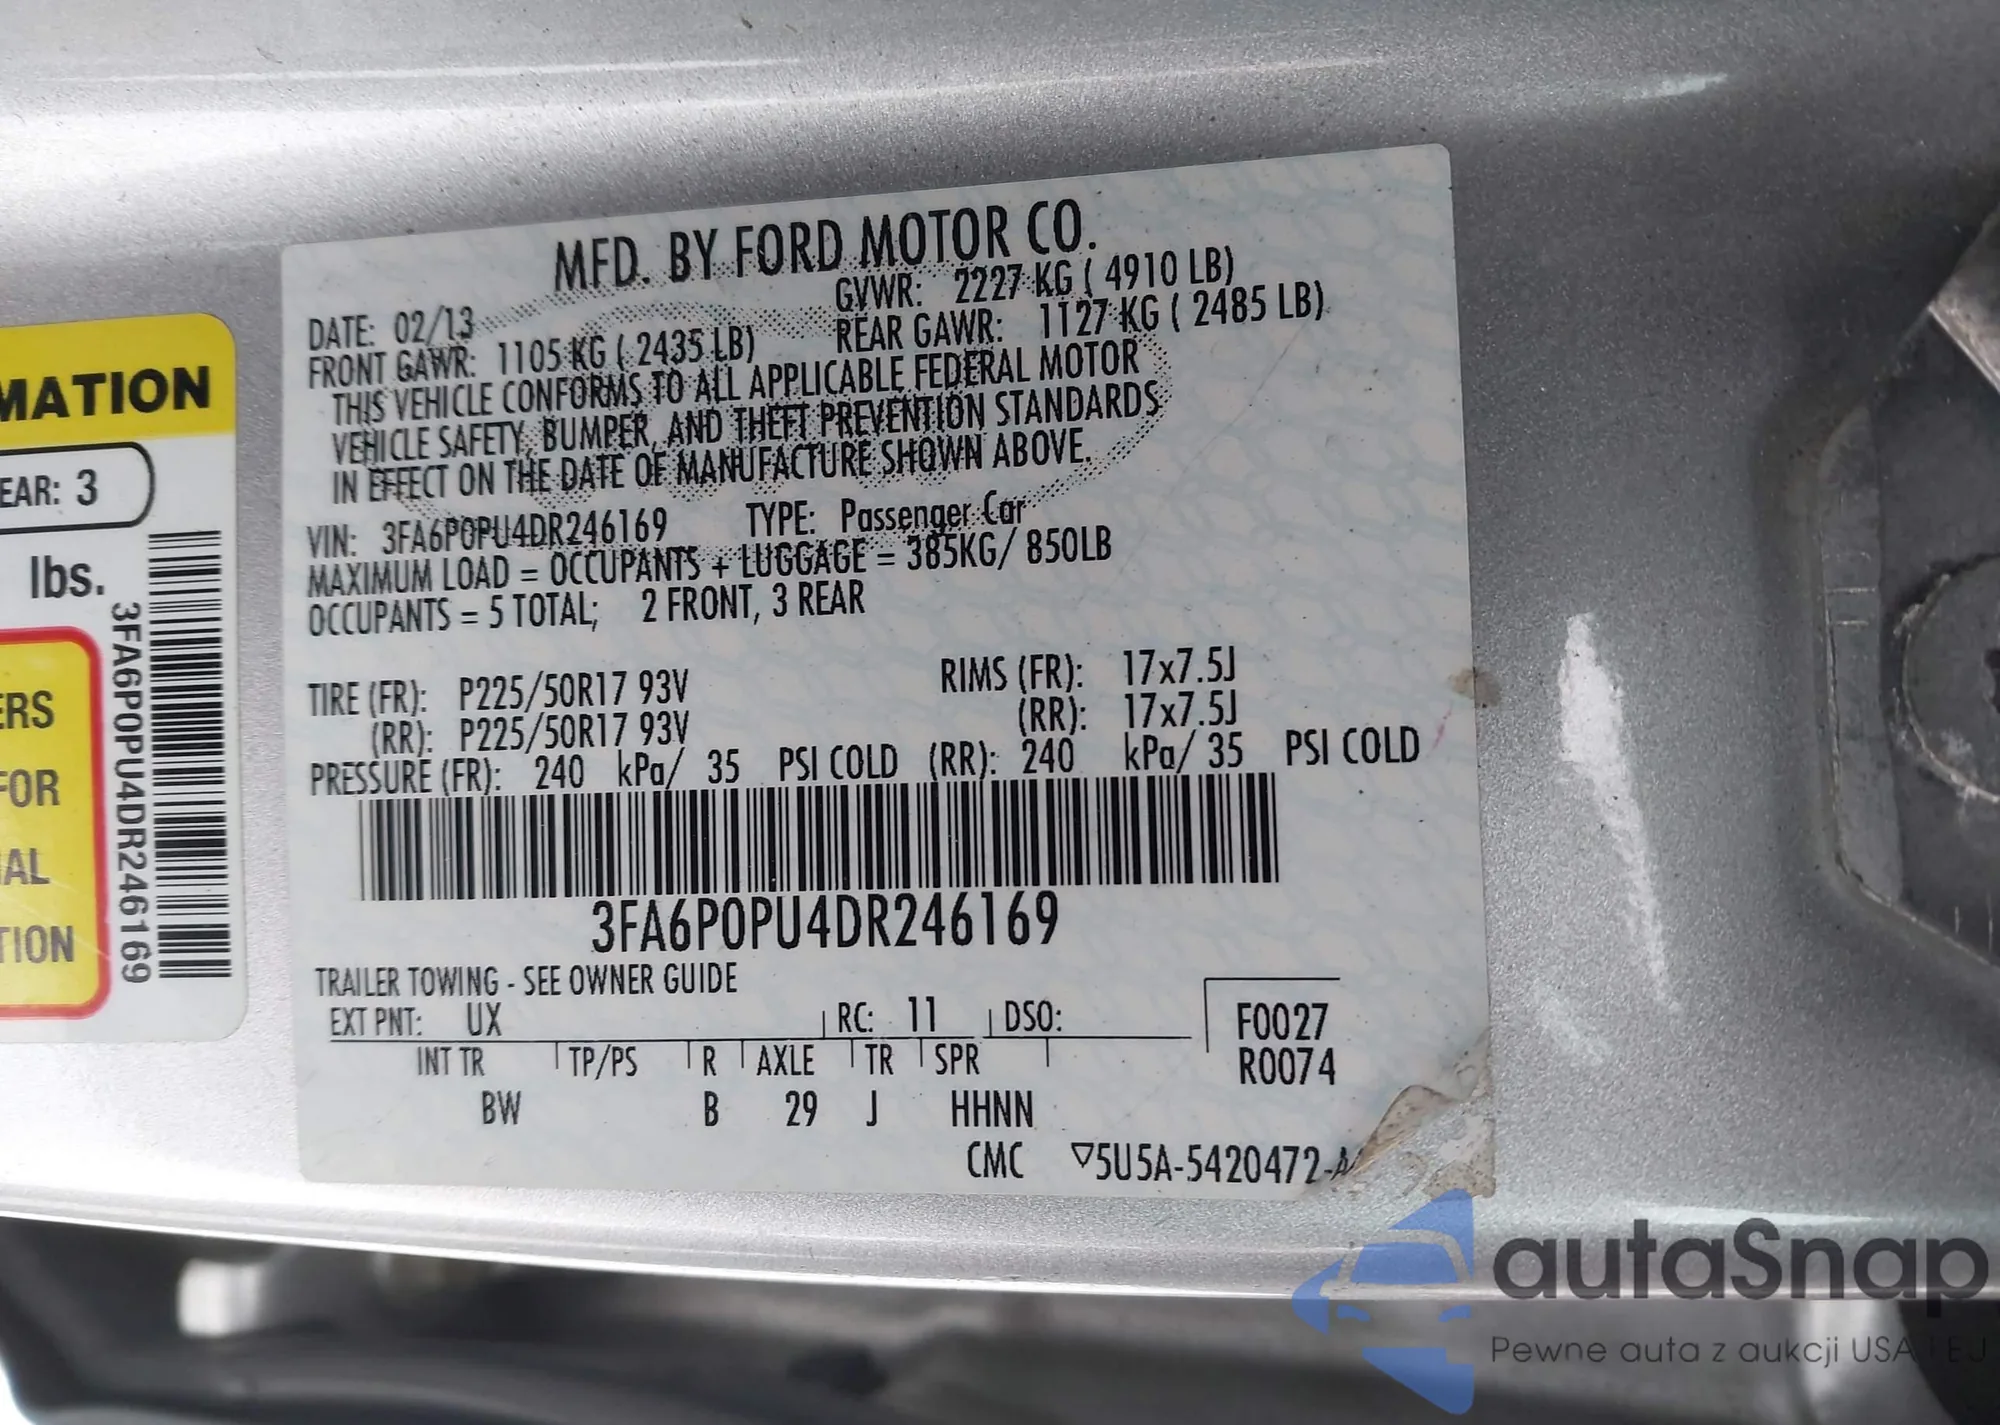 MATION
EAR: 3
lbs.
ERS
FOR
IAL
TION
3FA6P0PU4DR246169
MFD. BY FORD MOTOR CO.
DATE: 02/13 GVWR: 2227 KG ( 4910 LB)
FRONT GAWR: 1105 KG ( 2435 LB) REAR GAWR: 1127 KG ( 2485 LB)
THIS VEHICLE CONFORMS TO ALL APPLICABLE FEDERAL MOTOR
VEHICLE SAFETY, BUMPER, AND THEFT PREVENTION STANDARDS
IN EFFECT ON THE DATE OF MANUFACTURE SHOWN ABOVE.
VIN: 3FA6P0PU4DR246169 TYPE: Passenger Car
MAXIMUM LOAD = OCCUPANTS + LUGGAGE = 385KG/ 850LB
OCCUPANTS = 5 TOTAL; 2 FRONT, 3 REAR
TIRE (FR): P225/50R17 93V RIMS (FR): 17x7.5J
(RR): P225/50R17 93V (RR): 17x7.5J
PRESSURE (FR): 240 kPa/ 35 PSI COLD (RR): 240 kPa/ 35 PSI COLD
3FA6P0PU4DR246169
TRAILER TOWING - SEE OWNER GUIDE
EXT PNT: UX RC: 11 DSO: F0027
INT TR TP/PS R AXLE TR SPR R0074
BW B 29 J HHNN
CMC ▽5U5A-5420472-A
autaSnap
Pewne auta z aukcji USA i EJ